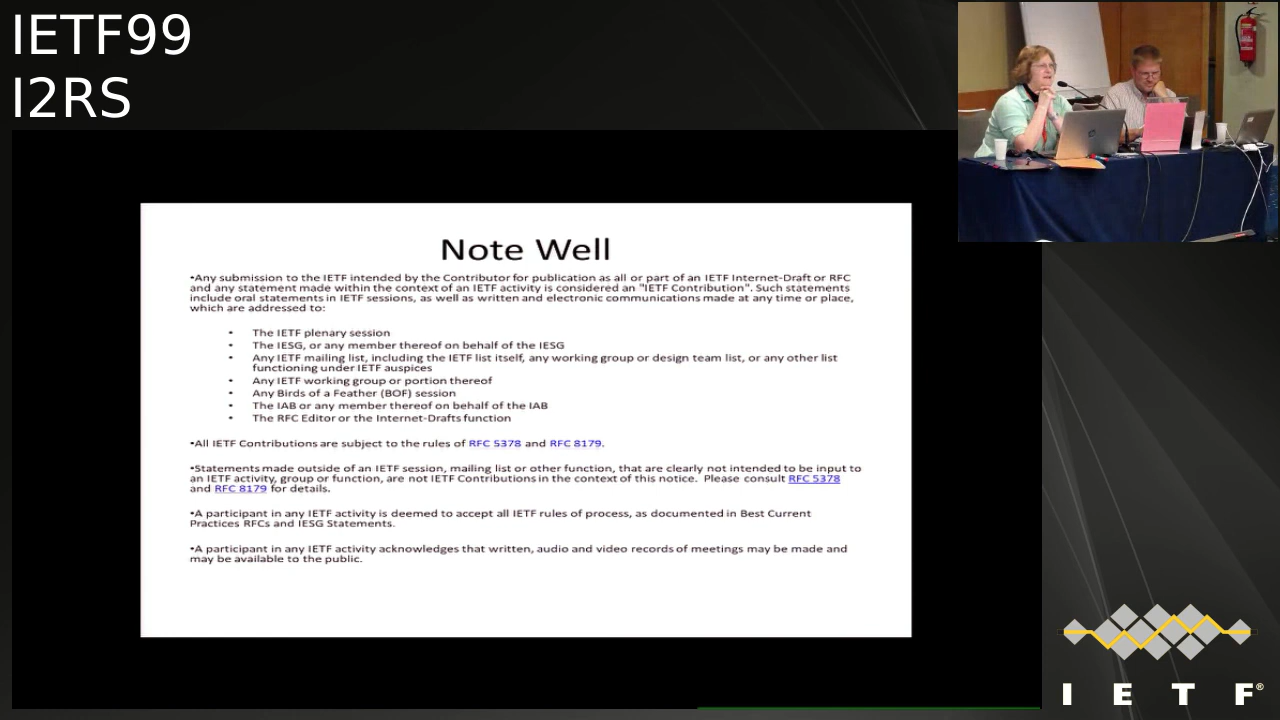 IETF99
I2RS
Note Well
•Any submission to the IETF intended by the Contributor for publication as all or part of an IETF Internet-Draft or RFC
and any statement made within the context of an IETF activity is considered an "IETF Contribution". Such statements
include oral statements in IETF sessions, as well as written and electronic communications made at any time or place,
which are addressed to:
• The IETF plenary session
• The IESG, or any member thereof on behalf of the IESG
• Any IETF mailing list, including the IETF list itself, any working group or design team list, or any other list
functioning under IETF auspices
• Any IETF working group or portion thereof
• Any Birds of a Feather (BOF) session
• The IAB or any member thereof on behalf of the IAB
• The RFC Editor or the Internet-Drafts function
•All IETF Contributions are subject to the rules of RFC 5378 and RFC 8179.
•Statements made outside of an IETF session, mailing list or other function, that are clearly not intended to be input to
an IETF activity, group or function, are not IETF Contributions in the context of this notice. Please consult RFC 5378
and RFC 8179 for details.
•A participant in any IETF activity is deemed to accept all IETF rules of process, as documented in Best Current
Practices RFCs and IESG Statements.
•A participant in any IETF activity acknowledges that written, audio and video records of meetings may be made and
may be available to the public.
I E T F®